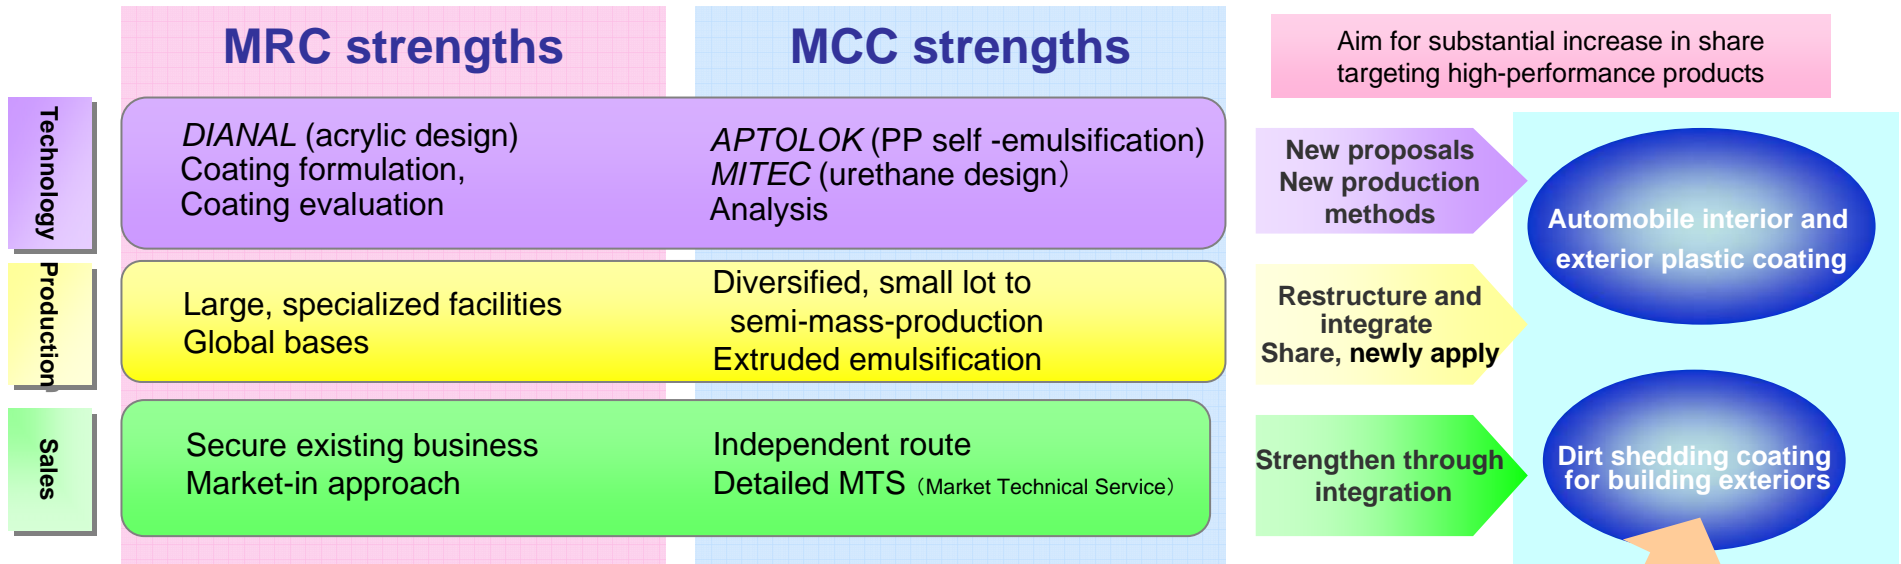 MRC strengths
MCC strengths
Aim for substantial increase in share
targeting high-performance products
Technology
DIANAL (acrylic design)
Coating formulation,
Coating evaluation
APTOLOK (PP self -emulsification)
MITEC (urethane design）
Analysis
New proposals
New production
methods
Automobile interior and
exterior plastic coating
Production
Large, specialized facilities
Global bases
Diversified, small lot to
semi-mass-production
Extruded emulsification
Restructure and
integrate
Share, newly apply
Sales
Secure existing business
Market-in approach
Independent route
Detailed MTS （Market Technical Service）
Strengthen through
integration
Dirt shedding coating
for building exteriors